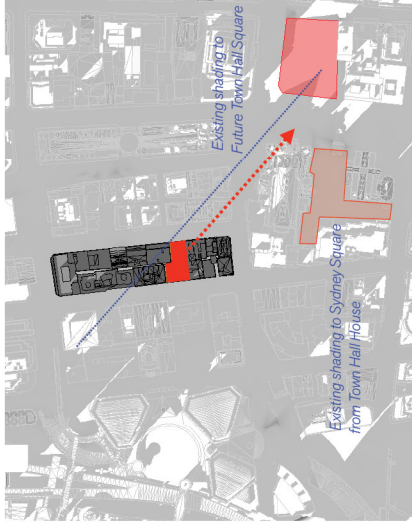 Existing shading to
Future Town Hall Square
Existing shading to Sydney Square
from Town Hall House